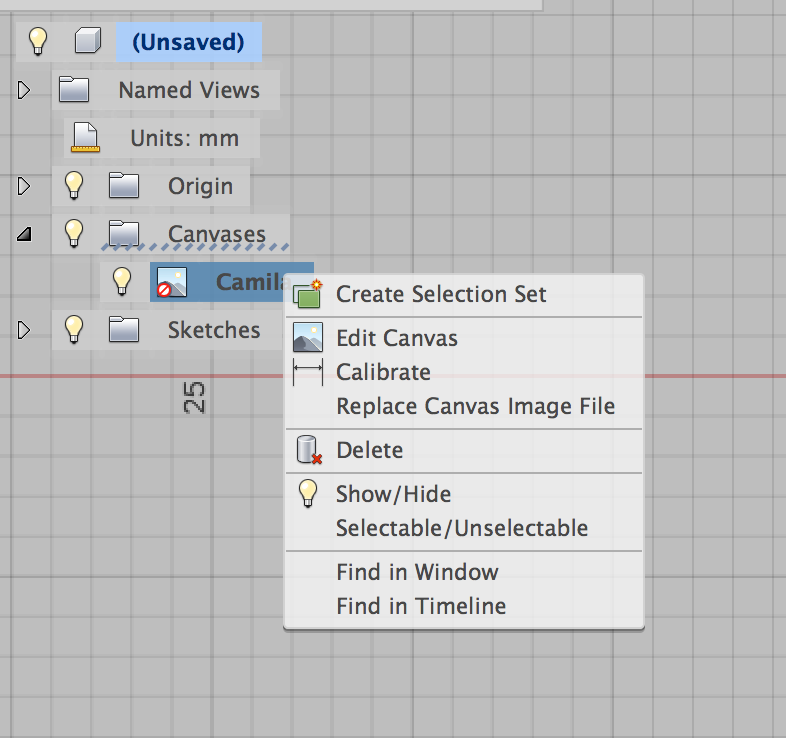 (Unsaved)
Named Views
Units: mm
Origin
Canvases
Camila
Sketches
25
Create Selection Set
Edit Canvas
Calibrate
Replace Canvas Image File
Delete
Show/Hide
Selectable/Unselectable
Find in Window
Find in Timeline